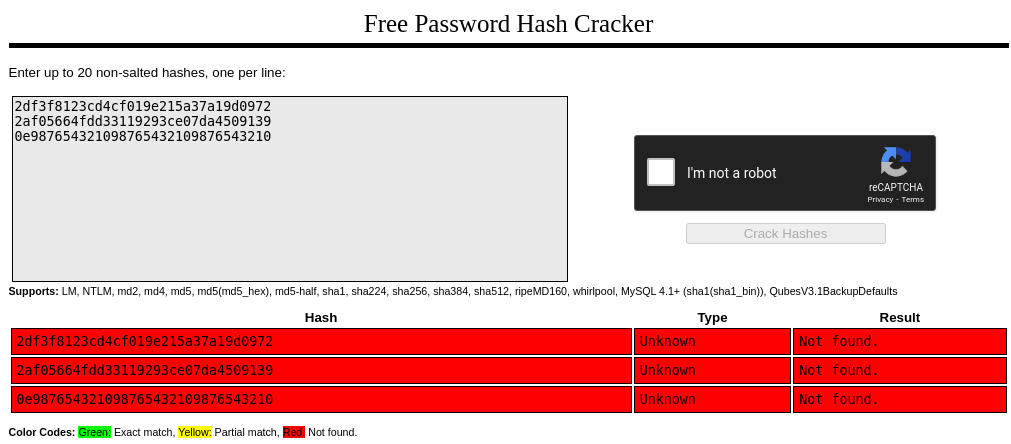 Free Password Hash Cracker
Enter up to 20 non-salted hashes, one per line:
2df3f8123cd4cf019e215a37a19d0972
2af05664fdd33119293ce07da4509139
0e987654321098765432109876543210
I'm not a robot
reCAPTCHA
Privacy - Terms
Crack Hashes
Supports: LM, NTLM, md2, md4, md5, md5(md5_hex), md5-half, sha1, sha224, sha256, sha384, sha512, ripeMD160, whirlpool, MySQL 4.1+ (sha1(sha1_bin)), QubesV3.1BackupDefaults
Hash Type Result
2df3f8123cd4cf019e215a37a19d0972 Unknown Not found.
2af05664fdd33119293ce07da4509139 Unknown Not found.
0e987654321098765432109876543210 Unknown Not found.
Color Codes: Green: Exact match, Yellow: Partial match, Red: Not found.